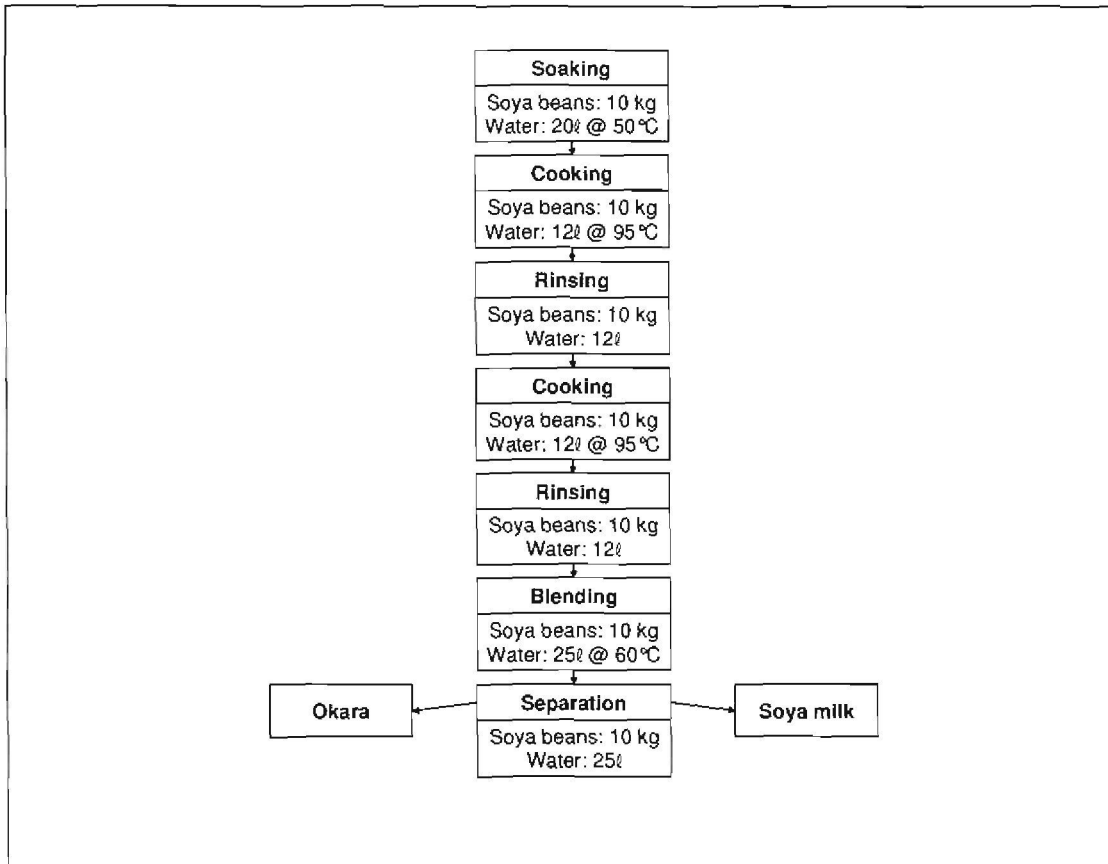 Soaking
Soya beans: 10 kg
Water: 20ℓ @ 50°C
Cooking
Soya beans: 10 kg
Water: 12ℓ @ 95°C
Rinsing
Soya beans: 10 kg
Water: 12ℓ
Cooking
Soya beans: 10 kg
Water: 12ℓ @ 95°C
Rinsing
Soya beans: 10 kg
Water: 12ℓ
Blending
Soya beans: 10 kg
Water: 25ℓ @ 60°C
Okara
Separation
Soya milk
Soya beans: 10 kg
Water: 25ℓ